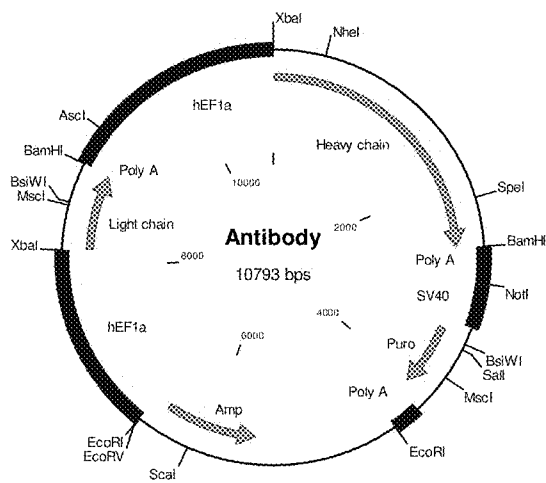 XbaI
NheI
hEF1a
AscI
Heavy chain
BamHI
Poly A
10000
BsiWI
MscI
SpeI
Light chain
2000
Antibody
XbaI
8000
BamHI
Poly A
10793 bps
SV40
NotI
4000
hEF1a
6000
Puro
BsiWI
SalI
Poly A
MscI
Amp
EcoRI
EcoRV
EcoRI
ScaI